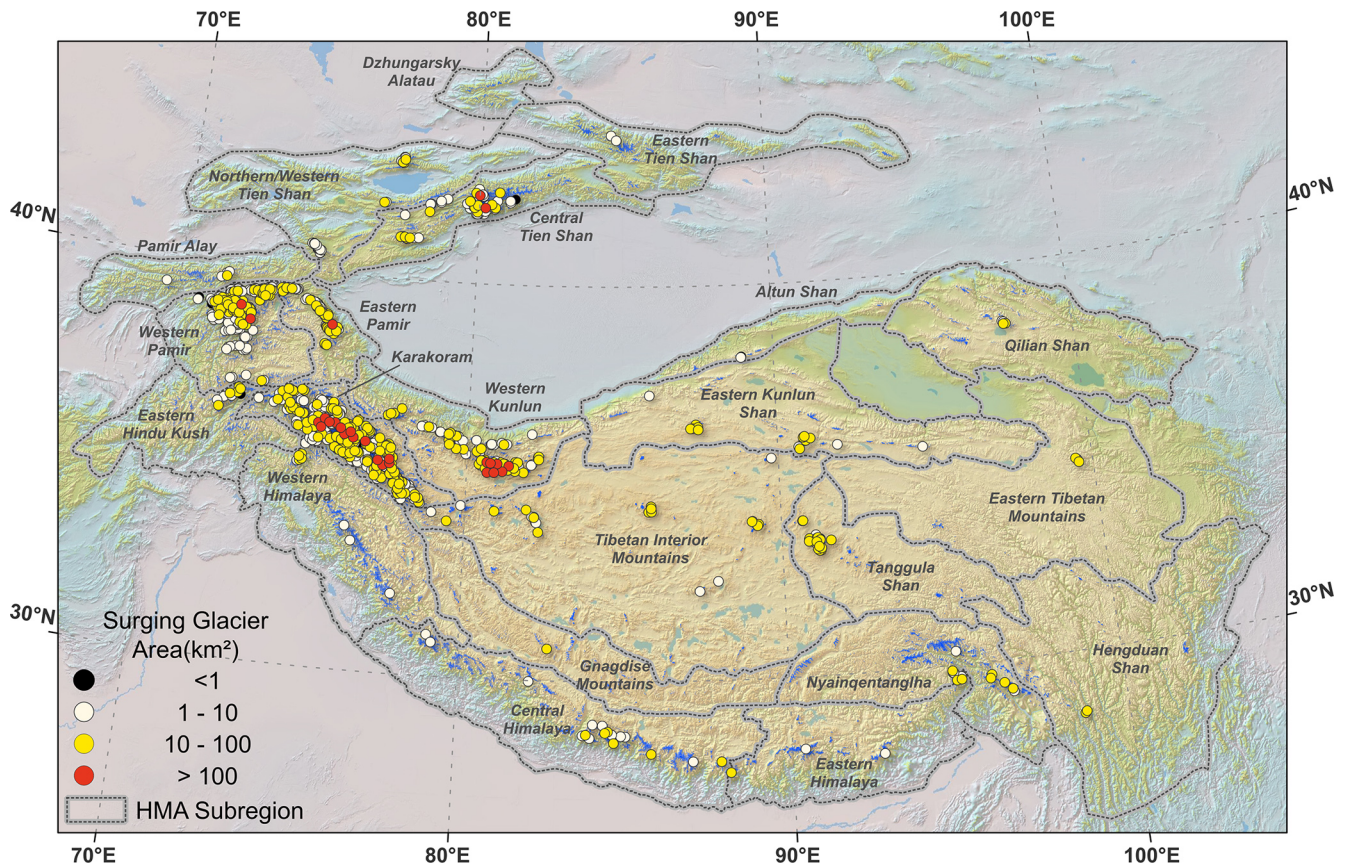 70°E
80°E
90°E
100°E
Dzhungarsky
Alatau
Eastern
Tien Shan
Northern/Western
Tien Shan
40°N
40°N
Central
Tien Shan
Pamir Alay
Altun Shan
Eastern
Pamir
Western
Pamir
Qilian Shan
Karakoram
Western
Kunlun
Eastern Kunlun
Shan
Eastern
Hindu Kush
Western
Himalaya
Eastern Tibetan
Mountains
Tibetan Interior
Mountains
Tanggula
Shan
30°N
30°N
Surging Glacier
Area(km²)
<1
1 - 10
10 - 100
> 100
HMA Subregion
Hengduan
Shan
Gnagdise
Mountains
Nyainqentanglha
Central
Himalaya
Eastern
Himalaya
70°E
80°E
90°E
100°E